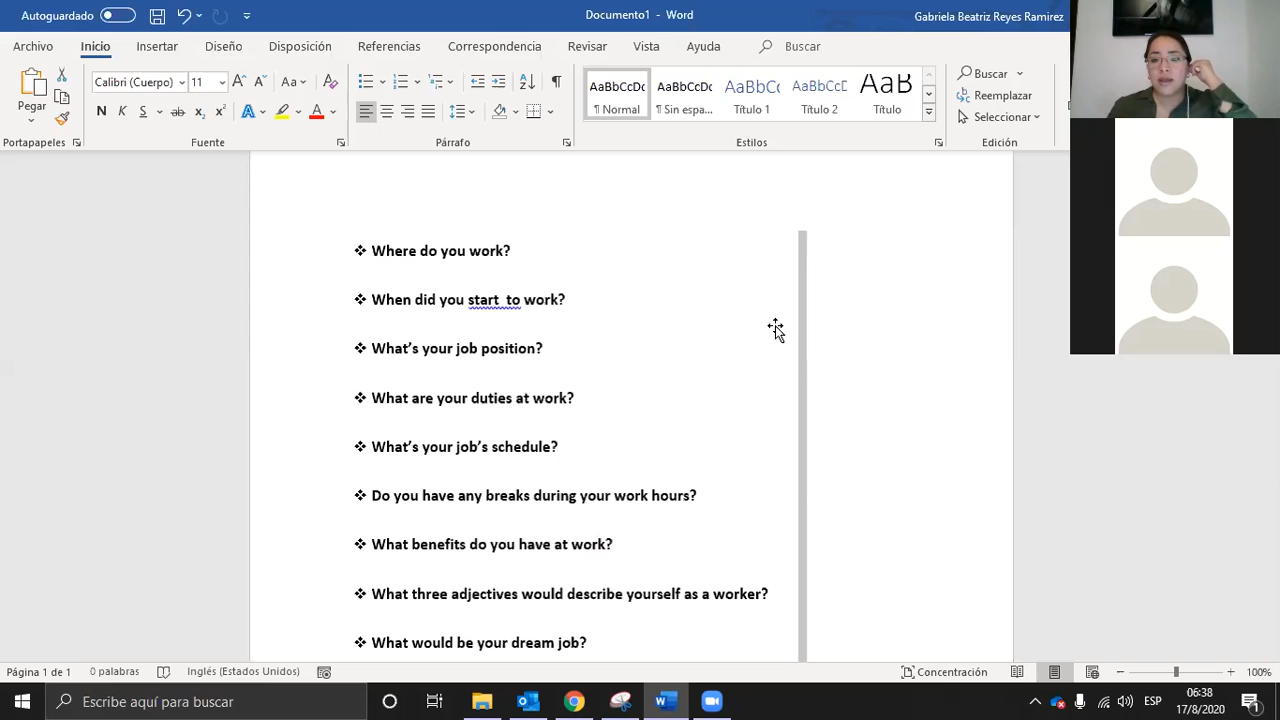 Autoguardado
Documento1 - Word
Gabriela Beatriz Reyes Ramirez
Archivo Inicio Insertar Diseño Disposición Referencias Correspondencia Revisar Vista Ayuda Buscar
Pegar
Calibri (Cuerpo) 11 A A Aa A
N K S ab x2 x2 A A
AaBbCcDc AaBbCcDc AaBbCc AaBbCcD AaB
¶ Normal ¶ Sin espa... Título 1 Título 2 Título
Buscar
Reemplazar
Seleccionar
Portapapeles Fuente Párrafo Estilos Edición
❖ Where do you work?
❖ When did you start  to work?
❖ What’s your job position?
❖ What are your duties at work?
❖ What’s your job’s schedule?
❖ Do you have any breaks during your work hours?
❖ What benefits do you have at work?
❖ What three adjectives would describe yourself as a worker?
❖ What would be your dream job?
Página 1 de 1 0 palabras Inglés (Estados Unidos) Concentración 100%
Escribe aquí para buscar
ESP
06:38
17/8/2020
1